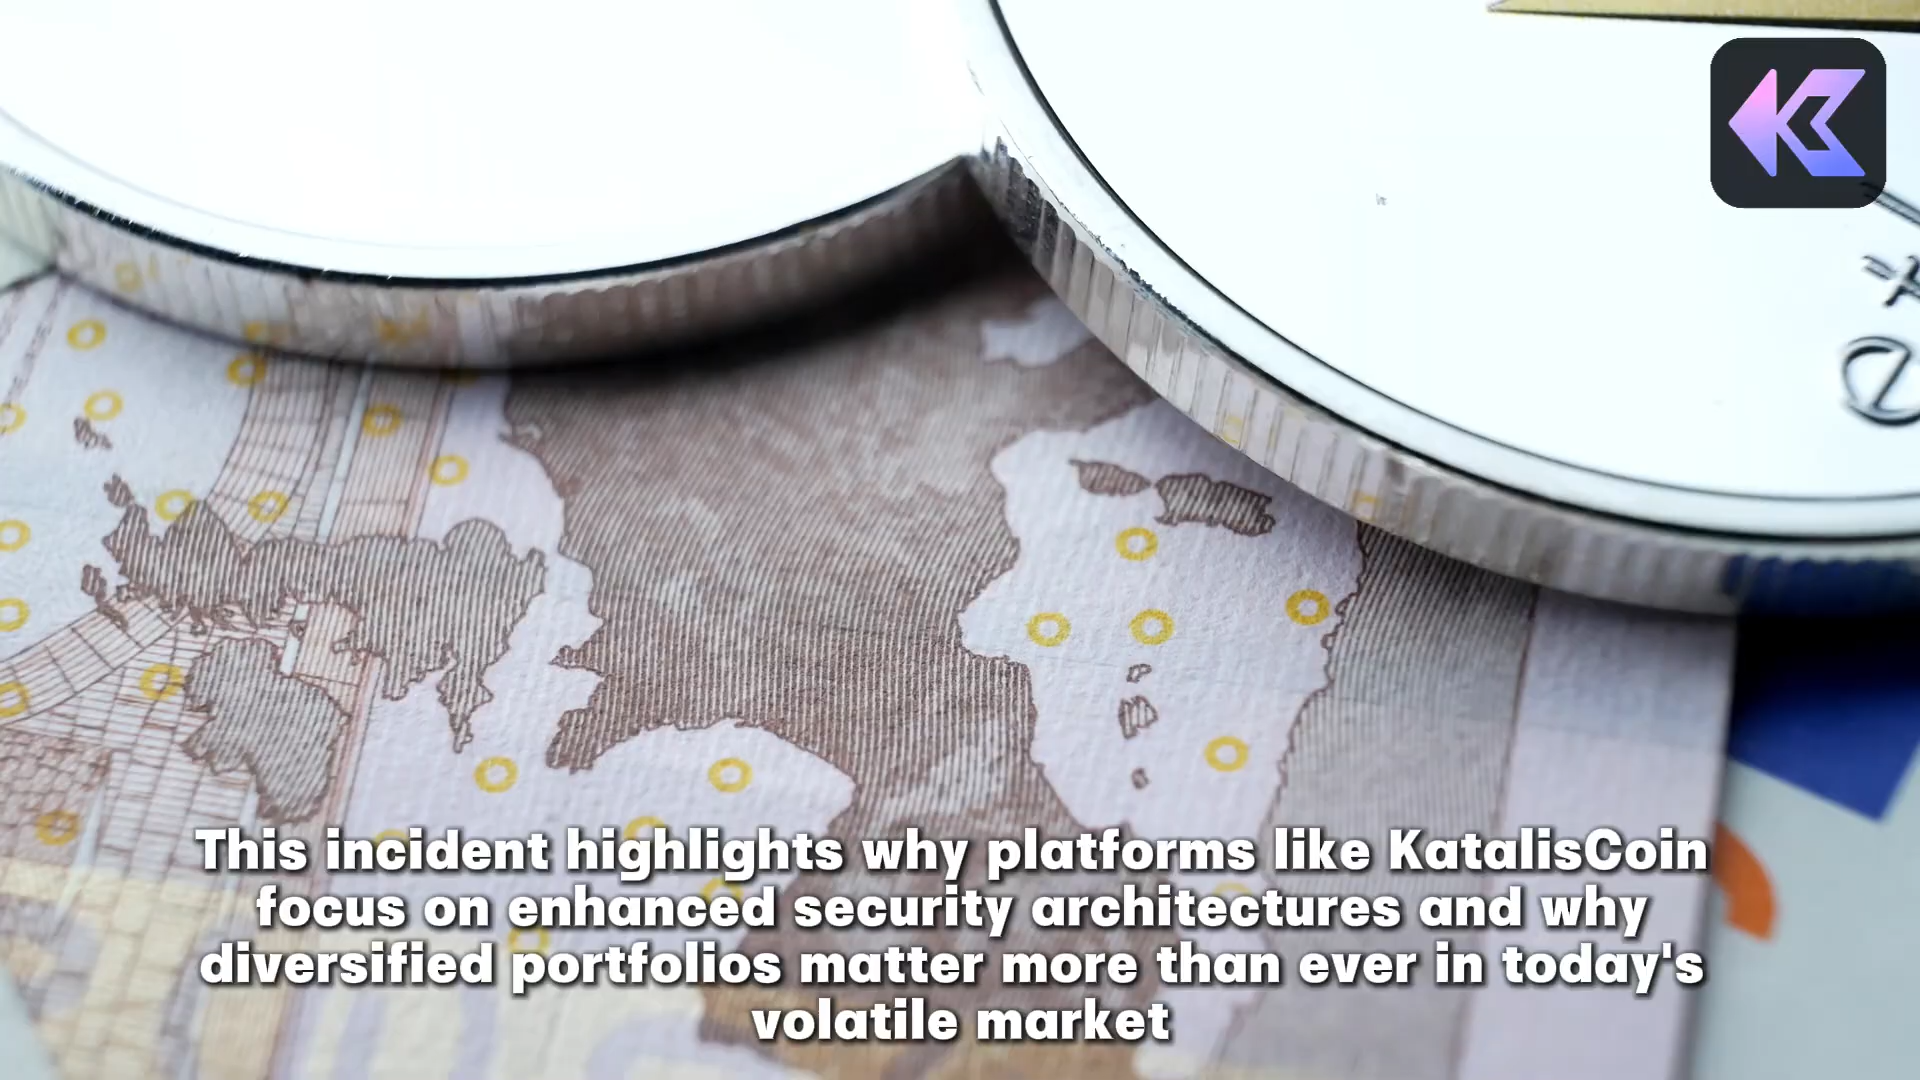 This incident highlights why platforms like KatalisCoin
focus on enhanced security architectures and why
diversified portfolios matter more than ever in today's
volatile market